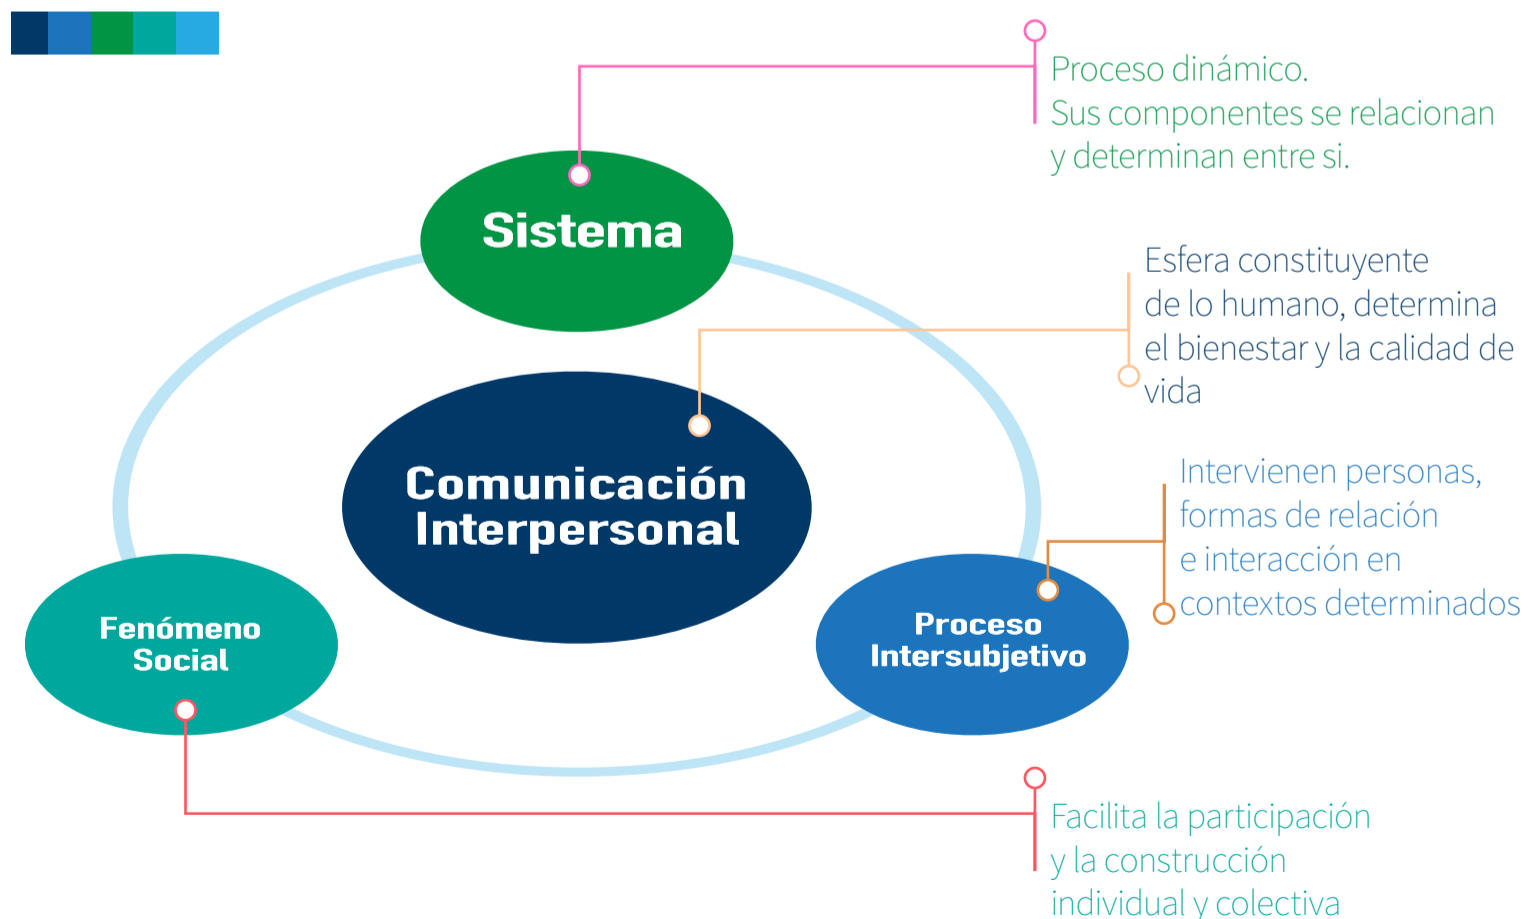 Proceso dinámico.
Sus componentes se relacionan
y determinan entre si.
Sistema
Esfera constituyente
de lo humano, determina
el bienestar y la calidad de
vida
Comunicación
Interpersonal
Intervienen personas,
formas de relación
e interacción en
contextos determinados
Fenómeno
Social
Proceso
Intersubjetivo
Facilita la participación
y la construcción
individual y colectiva